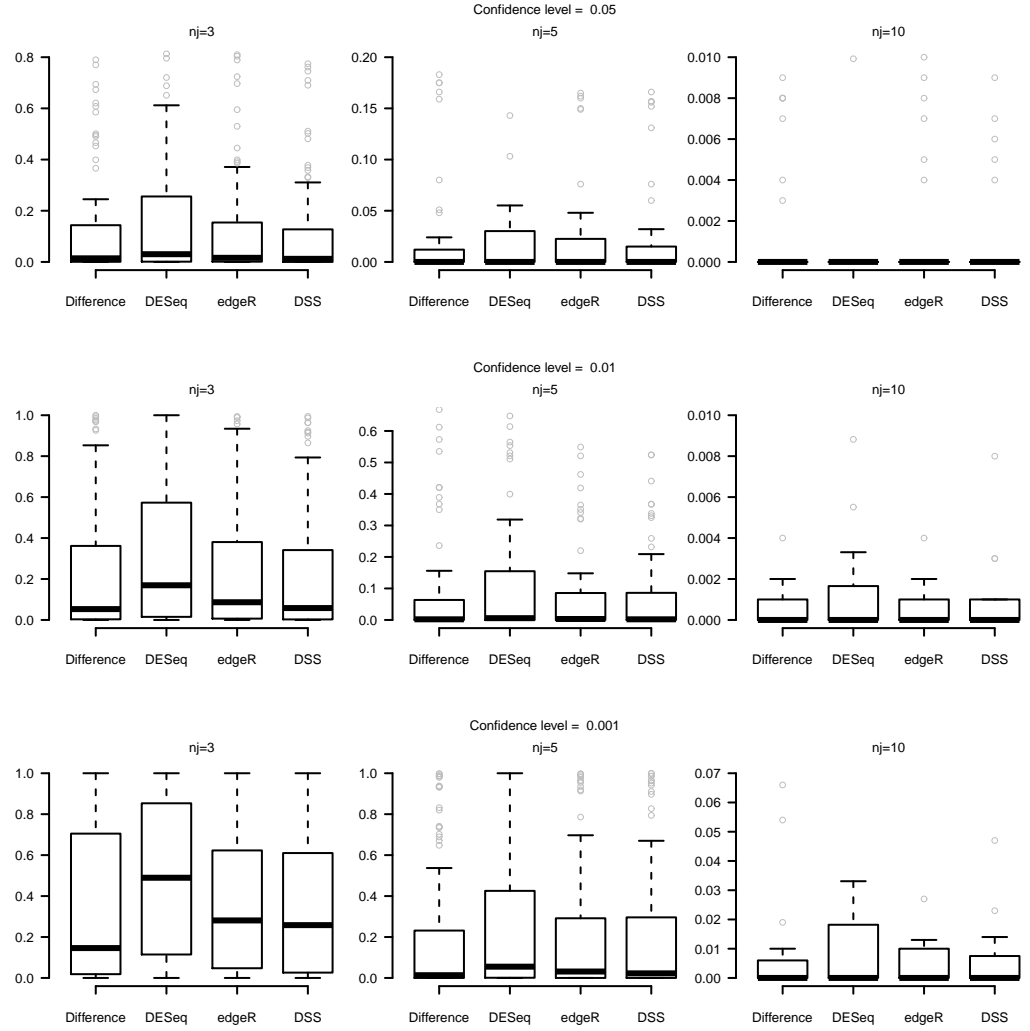 Confidence level =  0.05
nj=3
nj=5
nj=10
0.8
0.6
0.4
0.2
0.0
0.20
0.15
0.10
0.05
0.00
0.010
0.008
0.006
0.004
0.002
0.000
Difference DESeq edgeR DSS
Difference DESeq edgeR DSS
Difference DESeq edgeR DSS
Confidence level =  0.01
nj=3
nj=5
nj=10
1.0
0.8
0.6
0.4
0.2
0.0
0.6
0.5
0.4
0.3
0.2
0.1
0.0
0.010
0.008
0.006
0.004
0.002
0.000
Difference DESeq edgeR DSS
Difference DESeq edgeR DSS
Difference DESeq edgeR DSS
Confidence level =  0.001
nj=3
nj=5
nj=10
1.0
0.8
0.6
0.4
0.2
0.0
1.0
0.8
0.6
0.4
0.2
0.0
0.07
0.06
0.05
0.04
0.03
0.02
0.01
0.00
Difference DESeq edgeR DSS
Difference DESeq edgeR DSS
Difference DESeq edgeR DSS